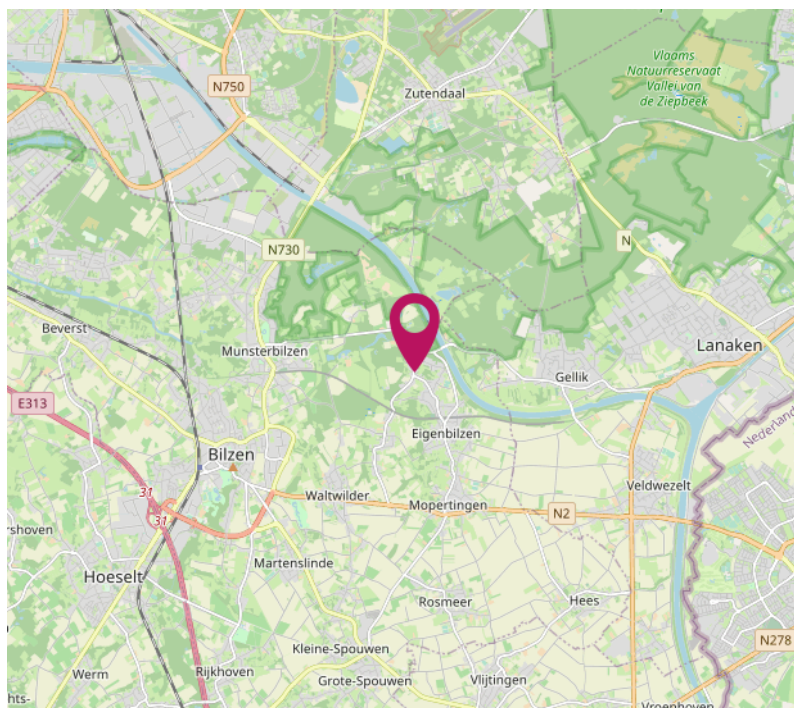 Vlaams
Natuurreservaat
Vallei van
de Ziepbeek
N750
Zutendaal
N
N730
Beverst
Munsterbilzen
Lanaken
Gellik
E313
Nederland
Eigenbilzen
Bilzen
31
31
Waltwilder
Mopertingen
N2
Veldwezelt
rshoven
Martenslinde
Hoeselt
Rosmeer
Hees
N278
Kleine-Spouwen
Werm
Rijkhoven
Grote-Spouwen
Vlijtingen
hts-
Vroenhoven